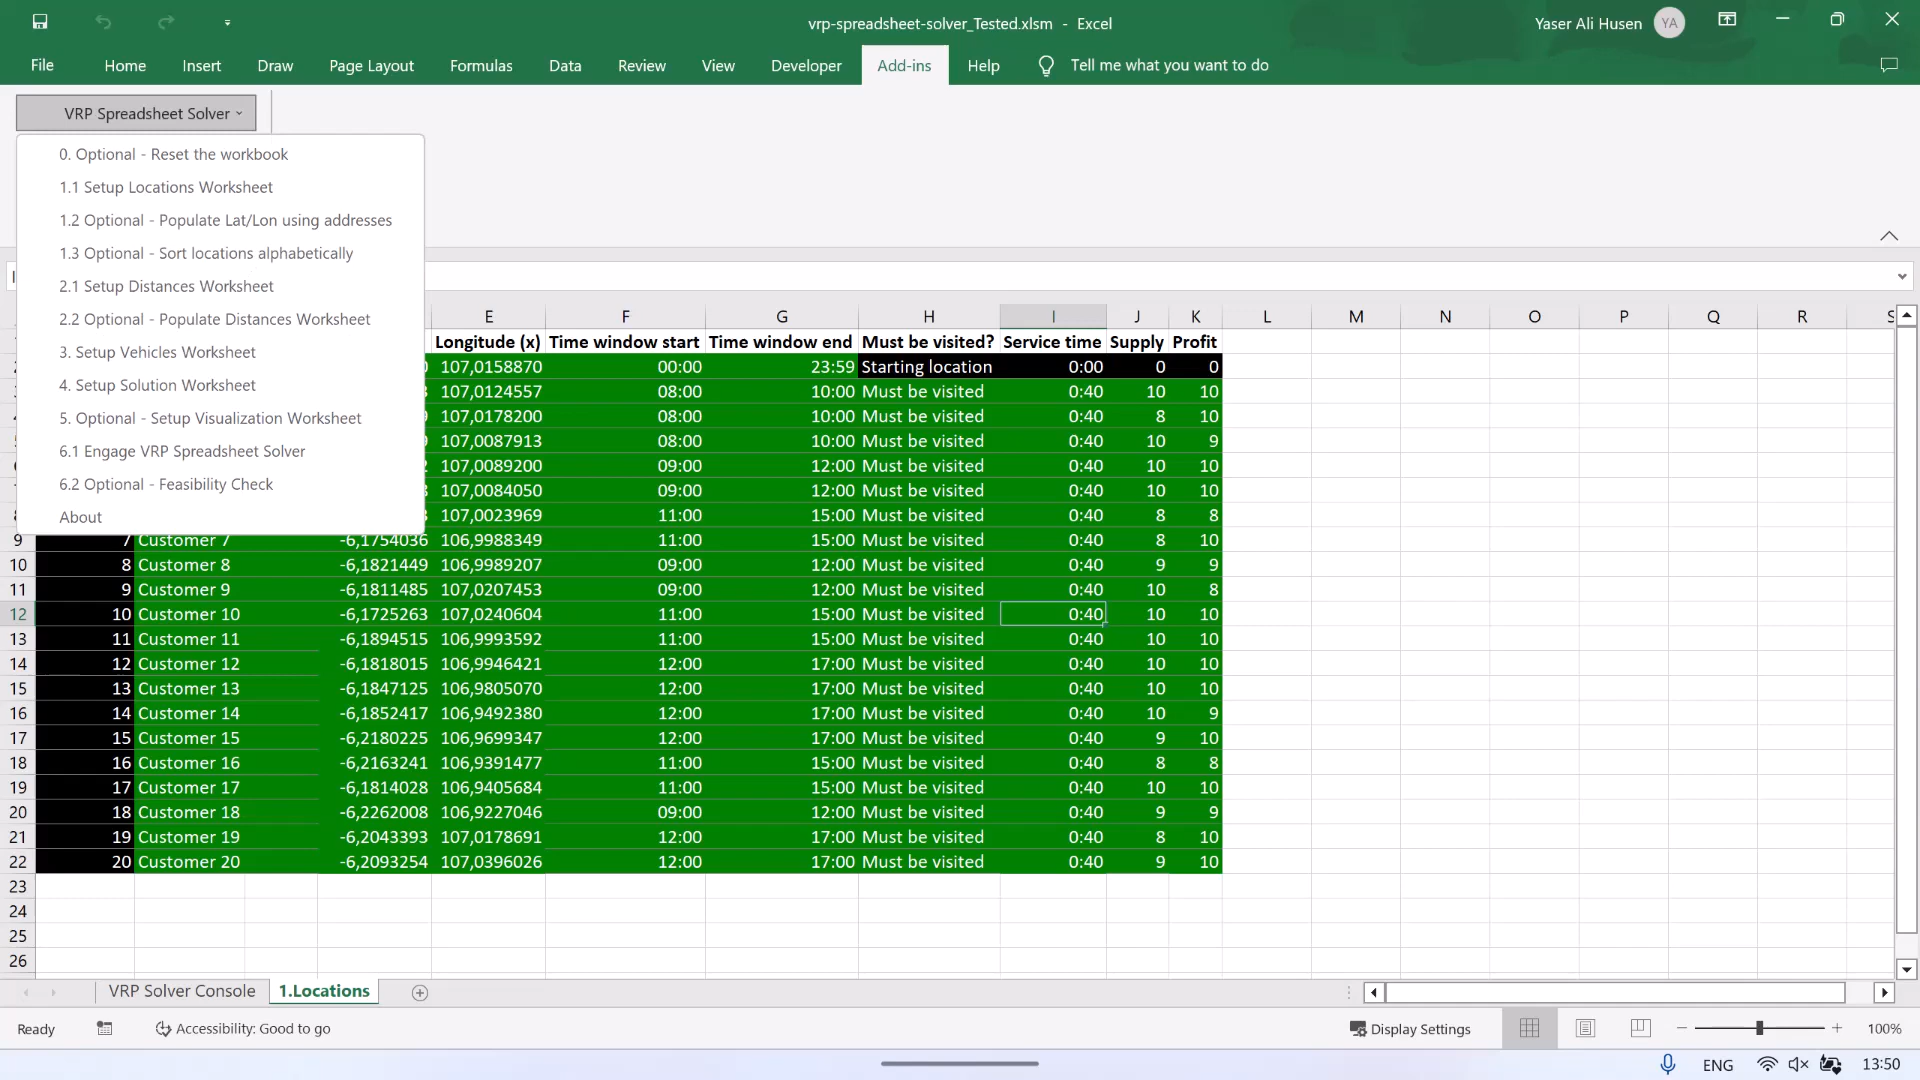 vrp-spreadsheet-solver_Tested.xlsm - Excel
Yaser Ali Husen YA
File Home Insert Draw Page Layout Formulas Data Review View Developer Add-ins Help Tell me what you want to do
VRP Spreadsheet Solver
0. Optional - Reset the workbook
1.1 Setup Locations Worksheet
1.2 Optional - Populate Lat/Lon using addresses
1.3 Optional - Sort locations alphabetically
2.1 Setup Distances Worksheet
2.2 Optional - Populate Distances Worksheet
3. Setup Vehicles Worksheet
4. Setup Solution Worksheet
5. Optional - Setup Visualization Worksheet
6.1 Engage VRP Spreadsheet Solver
6.2 Optional - Feasibility Check
About
E F G H I J K L M N O P Q R S
Longitude (x) Time window start Time window end Must be visited? Service time Supply Profit
107,0158870 00:00 23:59 Starting location 0:00 0 0
107,0124557 08:00 10:00 Must be visited 0:40 10 10
107,0178200 08:00 10:00 Must be visited 0:40 8 10
107,0087913 08:00 10:00 Must be visited 0:40 10 9
107,0089200 09:00 12:00 Must be visited 0:40 10 10
107,0084050 09:00 12:00 Must be visited 0:40 10 10
107,0023969 11:00 15:00 Must be visited 0:40 8 8
9 7 Customer 7 -6,1754036 106,9988349 11:00 15:00 Must be visited 0:40 8 10
10 8 Customer 8 -6,1821449 106,9989207 09:00 12:00 Must be visited 0:40 9 9
11 9 Customer 9 -6,1811485 107,0207453 09:00 12:00 Must be visited 0:40 10 8
12 10 Customer 10 -6,1725263 107,0240604 11:00 15:00 Must be visited 0:40 10 10
13 11 Customer 11 -6,1894515 106,9993592 11:00 15:00 Must be visited 0:40 10 10
14 12 Customer 12 -6,1818015 106,9946421 12:00 17:00 Must be visited 0:40 10 10
15 13 Customer 13 -6,1847125 106,9805070 12:00 17:00 Must be visited 0:40 10 10
16 14 Customer 14 -6,1852417 106,9492380 12:00 17:00 Must be visited 0:40 10 9
17 15 Customer 15 -6,2180225 106,9699347 12:00 17:00 Must be visited 0:40 9 10
18 16 Customer 16 -6,2163241 106,9391477 11:00 15:00 Must be visited 0:40 8 8
19 17 Customer 17 -6,1814028 106,9405684 11:00 15:00 Must be visited 0:40 10 10
20 18 Customer 18 -6,2262008 106,9227046 09:00 12:00 Must be visited 0:40 9 9
21 19 Customer 19 -6,2043393 107,0178691 12:00 17:00 Must be visited 0:40 8 10
22 20 Customer 20 -6,2093254 107,0396026 12:00 17:00 Must be visited 0:40 9 10
23
24
25
26
VRP Solver Console 1.Locations
Ready Accessibility: Good to go Display Settings 100%
ENG 13:50